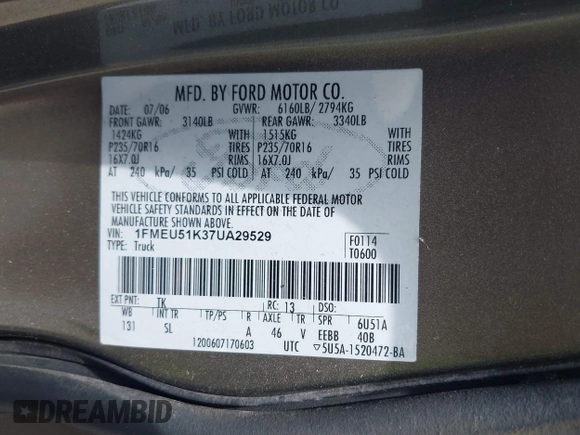 MFD. BY FORD MOTOR CO.
DATE: 07/06 GVWR: 6160LB/ 2794KG
FRONT GAWR: 3140LB REAR GAWR: 3340LB
1424KG WITH 1515KG WITH
P235/70R16 TIRES P235/70R16 TIRES
16X7.0J RIMS 16X7.0J RIMS
AT 240 kPa/ 35 PSI COLD AT 240 kPa/ 35 PSI COLD
THIS VEHICLE CONFORMS TO ALL APPLICABLE FEDERAL MOTOR
VEHICLE SAFETY STANDARDS IN EFFECT ON THE DATE OF
MANUFACTURE SHOWN ABOVE.
VIN: 1FMEU51K37UA29529 F0114
TYPE: Truck T0600
EXT PNT: TK RC: 13 DSO:
WB INT TR TP/PS R AXLE TR SPR 6U51A
131 SL A 46 V EEBB 40B
1200607170603 UTC ▽5U5A-1520472-BA
DREAMBID